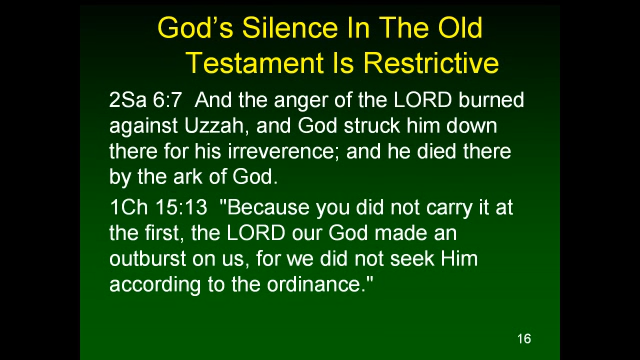 God's Silence In The Old
Testament Is Restrictive
2Sa 6:7  And the anger of the LORD burned
against Uzzah, and God struck him down
there for his irreverence; and he died there
by the ark of God.
1Ch 15:13  "Because you did not carry it at
the first, the LORD our God made an
outburst on us, for we did not seek Him
according to the ordinance."
16